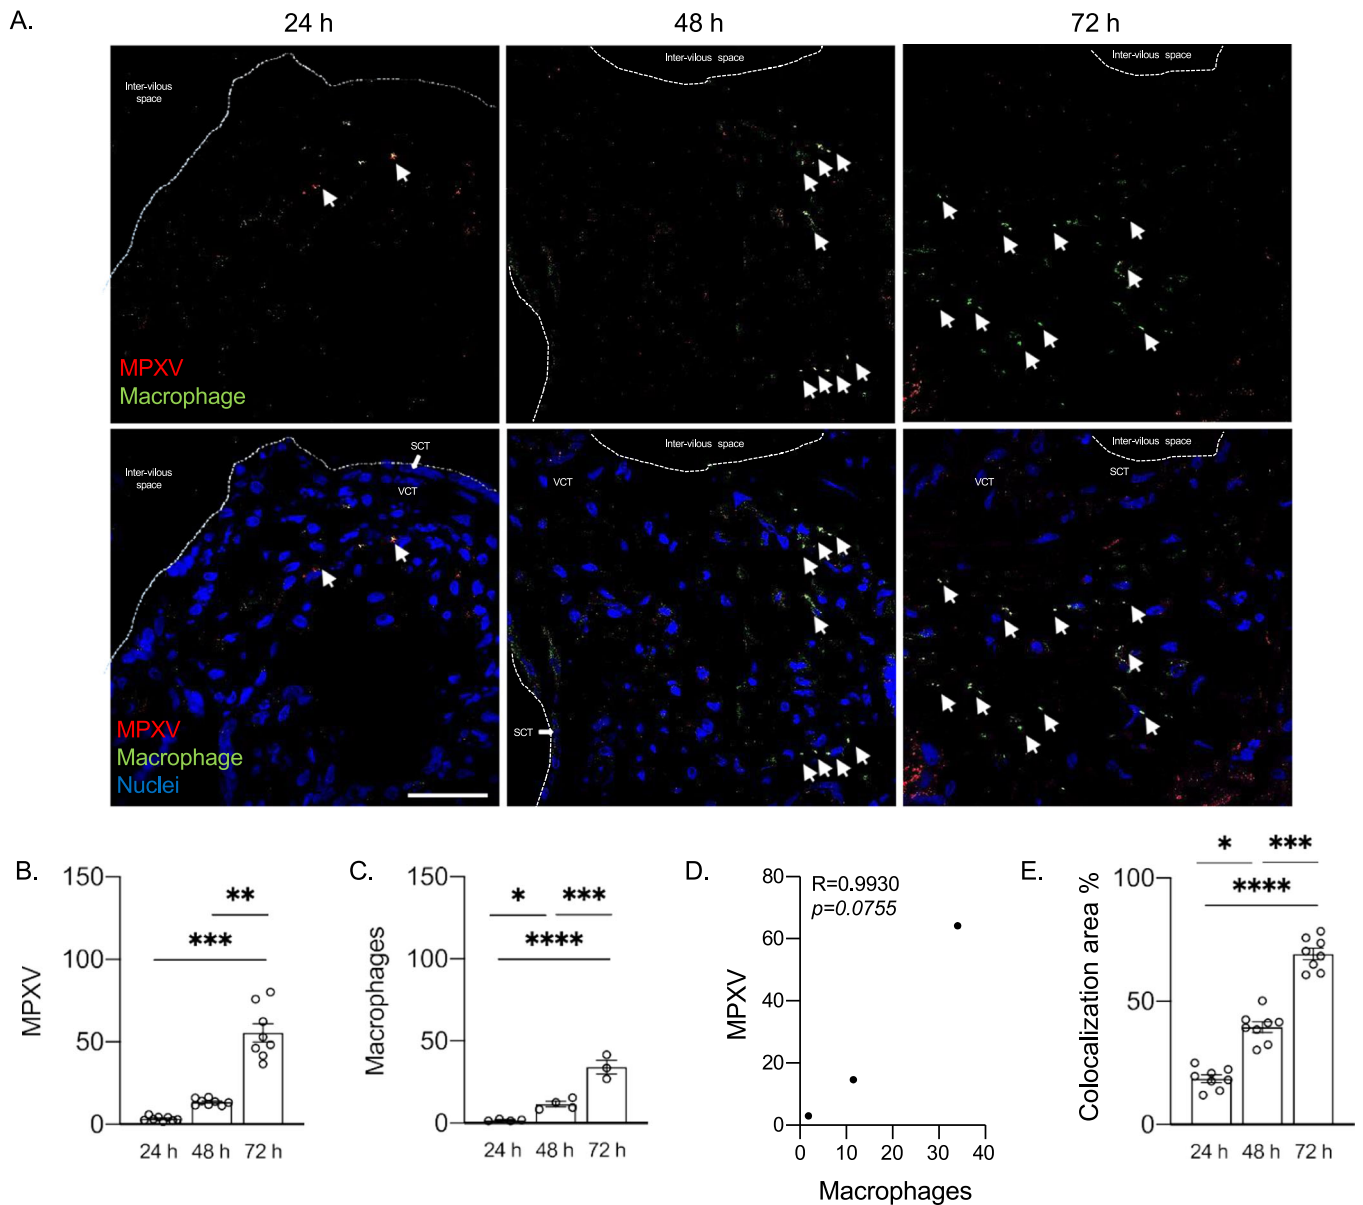 A.
24 h
48 h
72 h
Inter-vilous
space
Inter-vilous space
Inter-vilous space
MPXV
Macrophage
Inter-vilous
space
SCT
VCT
Inter-vilous space
VCT
SCT
Inter-vilous space
VCT
SCT
MPXV
Macrophage
Nuclei
B.
MPXV
150
100
50
0
**
***
24 h
48 h
72 h
C.
Macrophages
150
100
50
0
*
***
****
24 h
48 h
72 h
D.
MPXV
80
60
40
20
0
R=0.9930
p=0.0755
0
10
20
30
40
Macrophages
E.
Colocalization area %
100
50
0
*
***
****
24 h
48 h
72 h